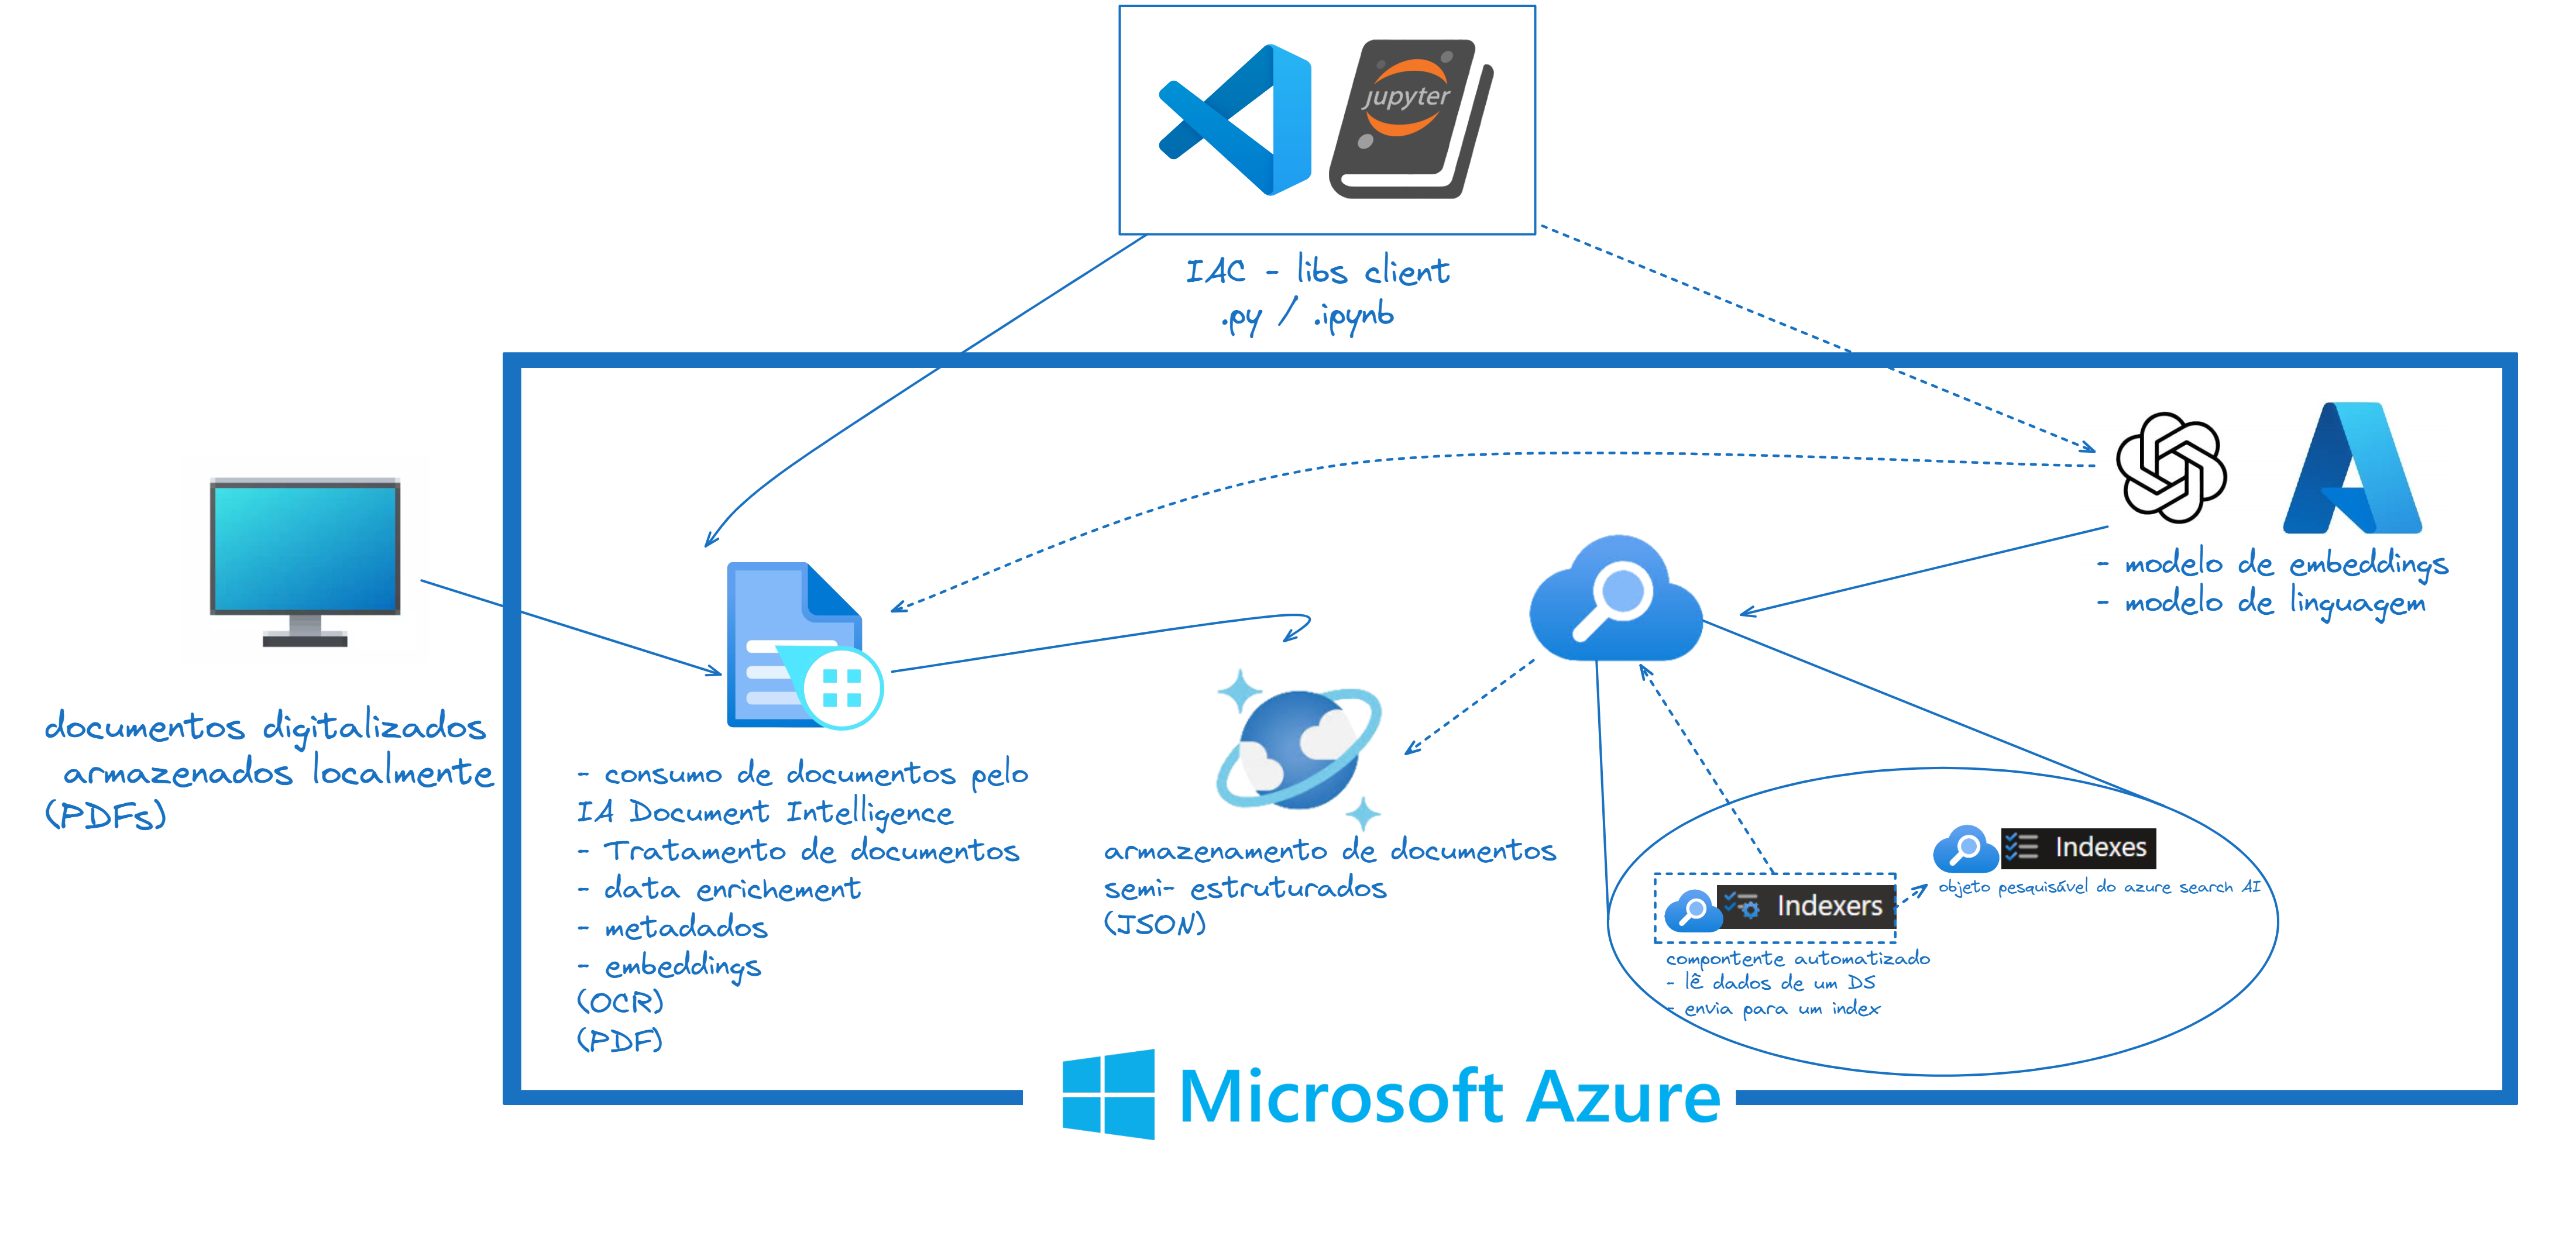 jupyter
IAC - libs client
.py / .ipynb
- modelo de embeddings
- modelo de linguagem
documentos digitalizados
armazenados localmente
(PDFs)
- consumo de documentos pelo
IA Document Intelligence
- Tratamento de documentos
- data enrichement
- metadados
- embeddings
(OCR)
(PDF)
armazenamento de documentos
semi- estruturados
(JSON)
Indexes
objeto pesquisável do azure search AI
Indexers
compontente automatizado
- lê dados de um DS
- envia para um index
Microsoft Azure